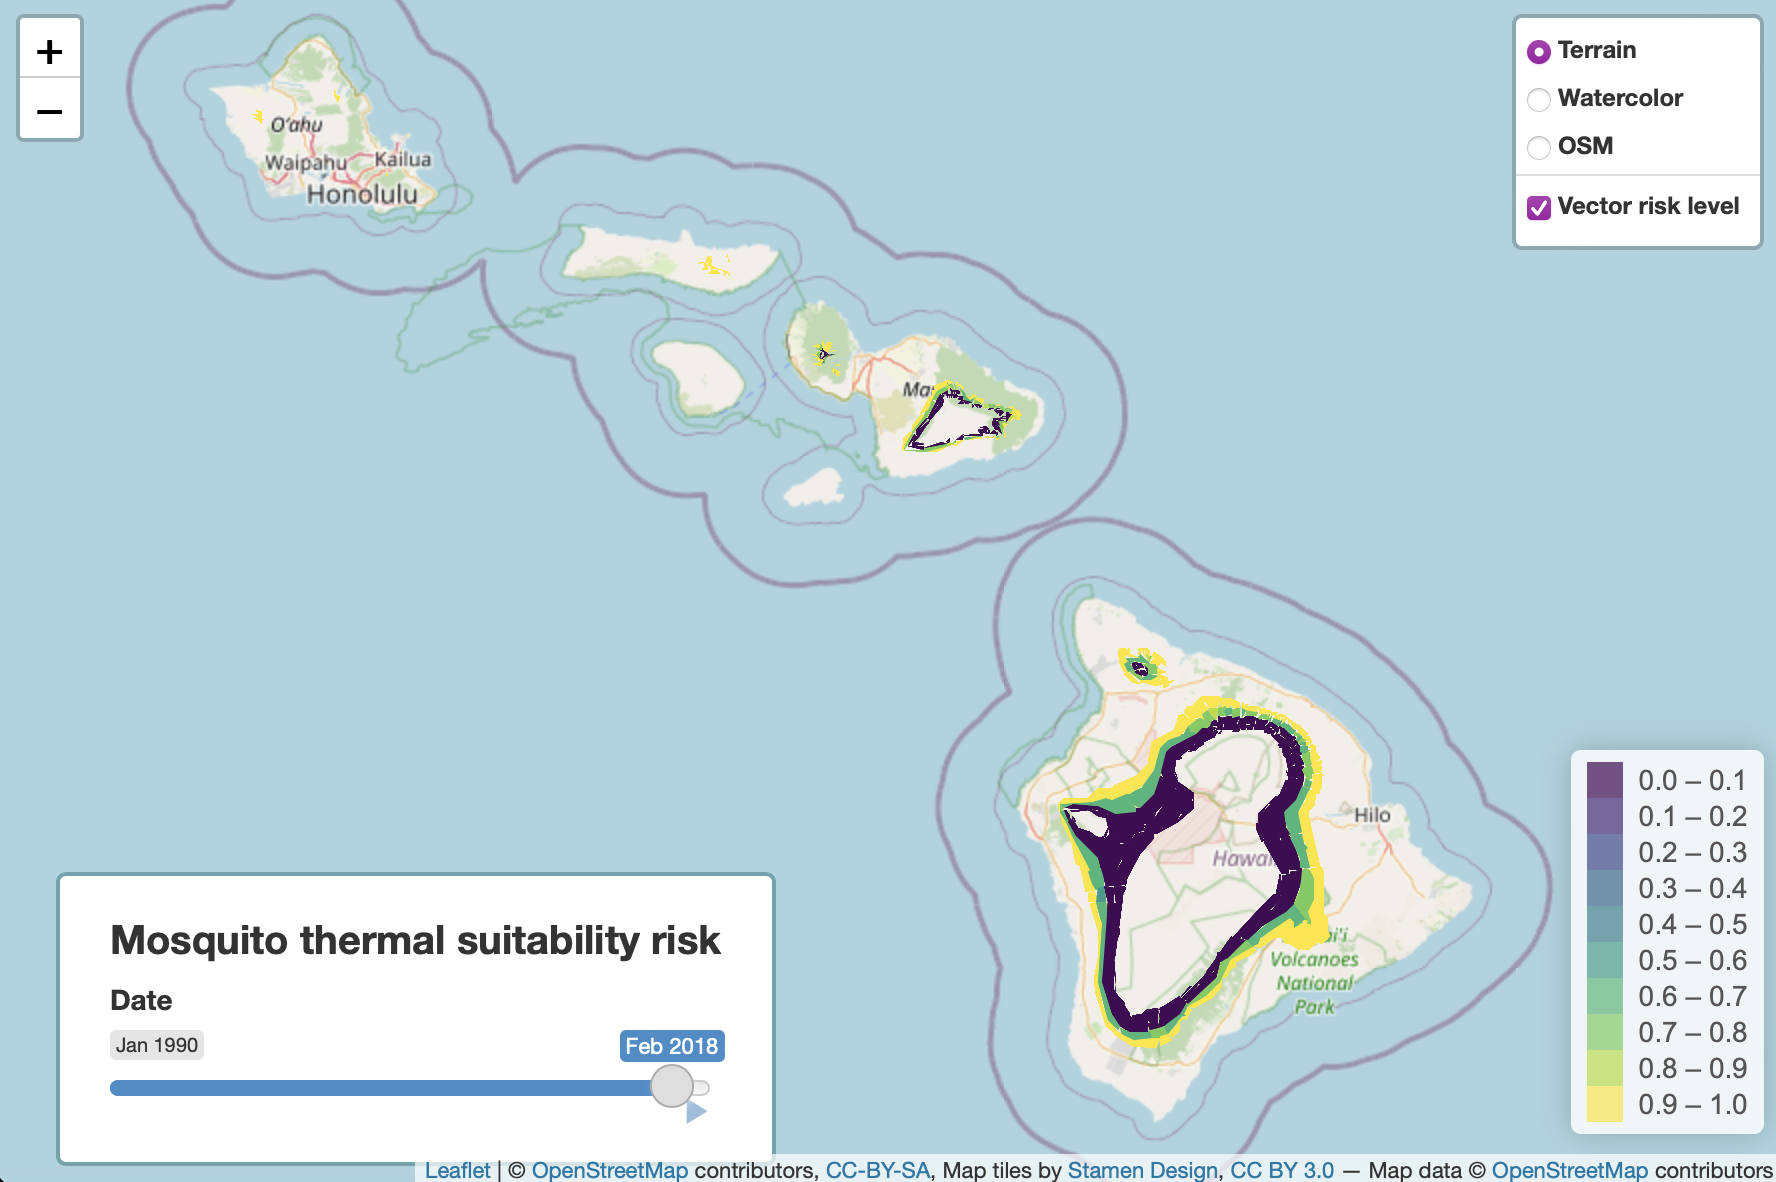 +
−
Terrain
Watercolor
OSM
Vector risk level
O'ahu
Waipahu
Kailua
Honolulu
Hilo
Volcanoes
National
Park
0.0 – 0.1
0.1 – 0.2
0.2 – 0.3
0.3 – 0.4
0.4 – 0.5
0.5 – 0.6
0.6 – 0.7
0.7 – 0.8
0.8 – 0.9
0.9 – 1.0
Mosquito thermal suitability risk
Date
Jan 1990
Feb 2018
Leaflet | © OpenStreetMap contributors, CC-BY-SA, Map tiles by Stamen Design, CC BY 3.0 — Map data © OpenStreetMap contributors